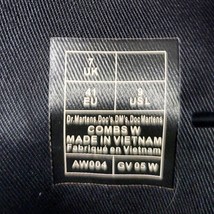 7
UK
41
EU
9
USL
Dr.Martens.Doc's.DM's.Doc Martens
COMBS W
MADE IN VIETNAM
Fabriqué en Vietnam
AW004
GV 05 W